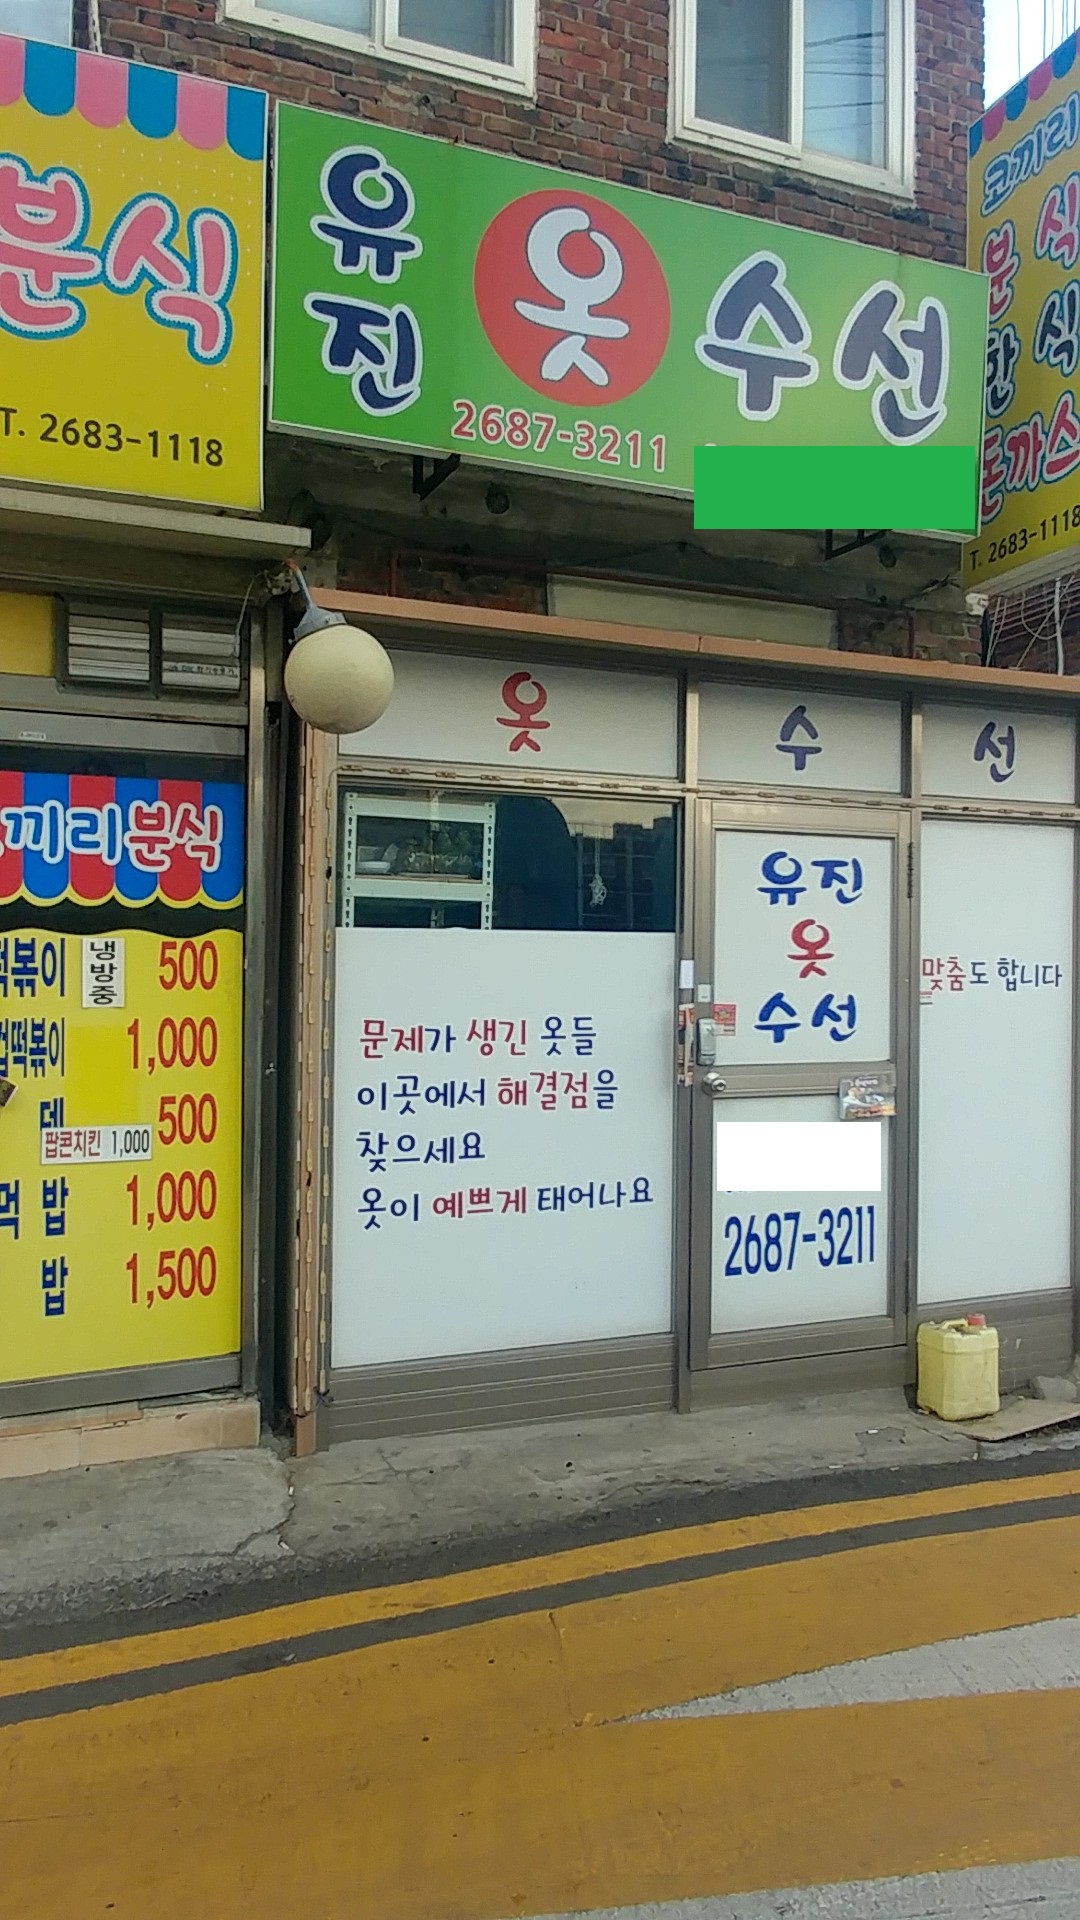 분식
T. 2683-1118
유진 옷 수선
2687-3211
코끼리
분식
한식
돈까스
T. 2683-1118
옷 수 선
끼리분식
떡볶이 500
냉방중
컵떡볶이 1,000
500
팝콘치킨 1,000
밥 1,000
밥 1,500
문제가 생긴 옷들
이곳에서 해결점을
찾으세요
옷이 예쁘게 태어나요
유진
옷
수선
2687-3211
맞춤도 합니다